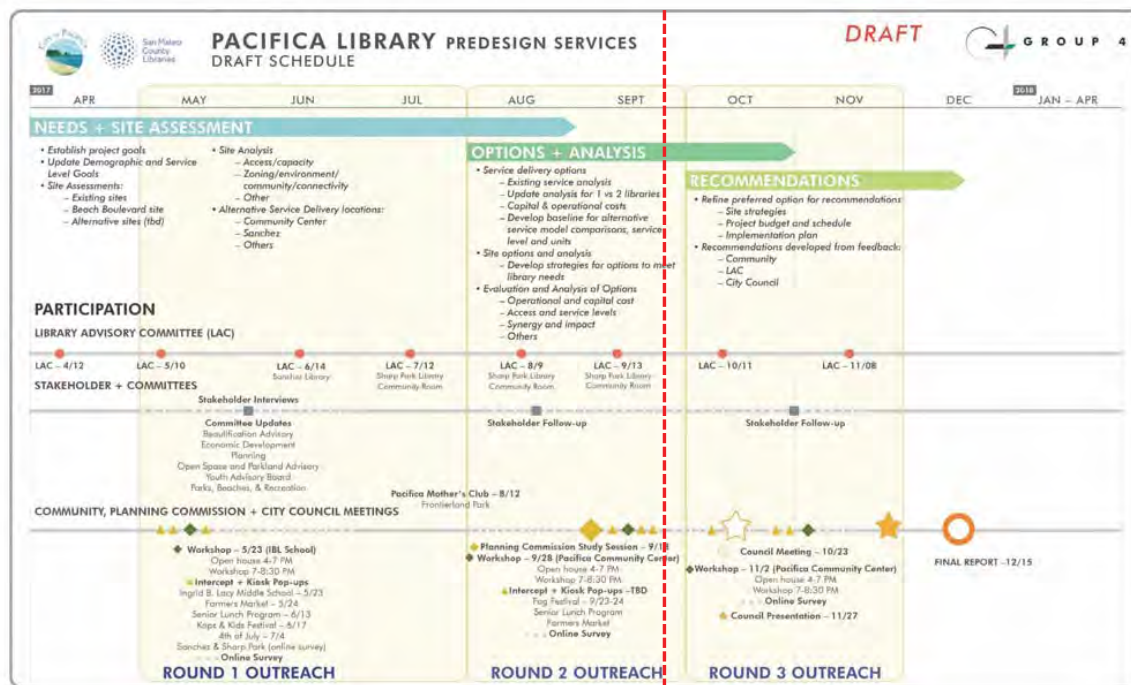 CITY OF PACIFICA
San Mateo
County
Libraries
PACIFICA LIBRARY PREDESIGN SERVICES
DRAFT SCHEDULE
DRAFT
GROUP 4
2017
APR
MAY
JUN
JUL
AUG
SEPT
OCT
NOV
DEC
2018
JAN – APR
NEEDS + SITE ASSESSMENT
• Establish project goals
• Update Demographic and Service
Level Goals
• Site Assessments:
– Existing sites
– Beach Boulevard site
– Alternative sites (tbd)
• Site Analysis
– Access/capacity
– Zoning/environment/
community/connectivity
– Other
• Alternative Service Delivery locations:
– Community Center
– Sanchez
– Others
OPTIONS + ANALYSIS
• Service delivery options
– Existing service analysis
– Update analysis for 1 vs 2 libraries
– Capital & operational costs
– Develop baseline for alternative
service model comparisons, service
level and units
• Site options and analysis
– Develop strategies for options to meet
library needs
• Evaluation and Analysis of Options
– Operational and capital cost
– Access and service levels
– Synergy and impact
– Others
RECOMMENDATIONS
• Refine preferred option for recommendations:
– Site strategies
– Project budget and schedule
– Implementation plan
• Recommendations developed from feedback:
– Community
– LAC
– City Council
PARTICIPATION
LIBRARY ADVISORY COMMITTEE (LAC)
LAC – 4/12
LAC – 5/10
LAC – 6/14
Sanchez Library
LAC – 7/12
Sharp Park Library
Community Room
LAC – 8/9
Sharp Park Library
Community Room
LAC – 9/13
Sharp Park Library
Community Room
LAC – 10/11
LAC – 11/08
STAKEHOLDER + COMMITTEES
Stakeholder Interviews
Committee Updates
Beautification Advisory
Economic Development
Planning
Open Space and Parkland Advisory
Youth Advisory Board
Parks, Beaches, & Recreation
Stakeholder Follow-up
Stakeholder Follow-up
Pacifica Mother's Club – 8/12
Frontierland Park
COMMUNITY, PLANNING COMMISSION + CITY COUNCIL MEETINGS
Workshop – 5/23 (IBL School)
Open house 4-7 PM
Workshop 7-8:30 PM
Intercept + Kiosk Pop-ups
Ingrid B. Lacy Middle School – 5/23
Farmers Market – 5/24
Senior Lunch Program – 6/13
Kops & Kids Festival – 6/17
4th of July – 7/4
Sanchez & Sharp Park (online survey)
Online Survey
Planning Commission Study Session – 9/
Workshop – 9/28 (Pacifica Community Center)
Open house 4-7 PM
Workshop 7-8:30 PM
Intercept + Kiosk Pop-ups –TBD
Fog Festival – 9/23-24
Senior Lunch Program
Farmers Market
Online Survey
Council Meeting – 10/23
Workshop – 11/2 (Pacifica Community Center)
Open house 4-7 PM
Workshop 7-8:30 PM
Online Survey
Council Presentation – 11/27
FINAL REPORT –12/15
ROUND 1 OUTREACH
ROUND 2 OUTREACH
ROUND 3 OUTREACH